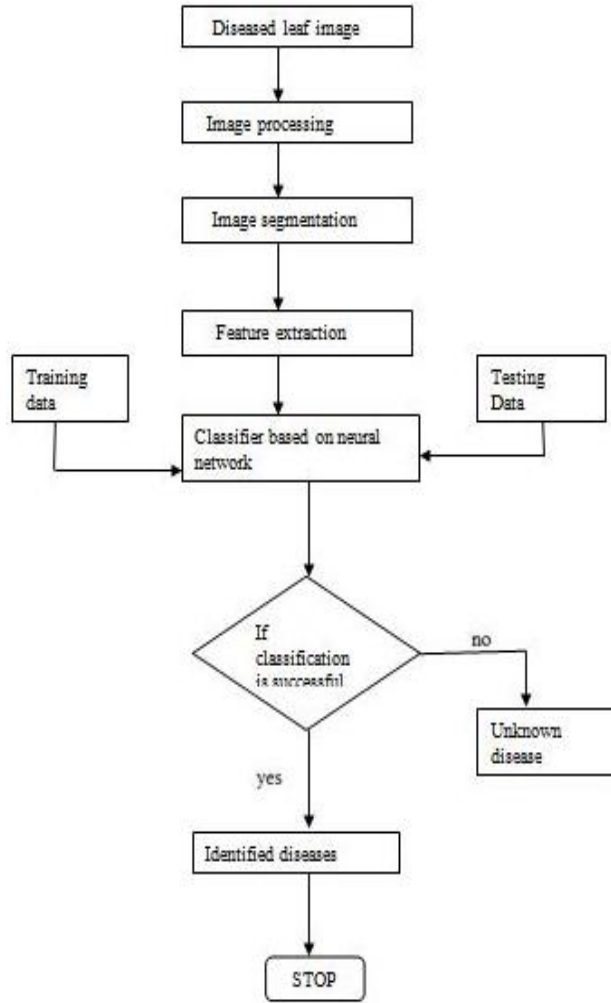 Diseased leaf image
Image processing
Image segmentation
Feature extraction
Training
data
Testing
Data
Classifier based on neural
network
If
classification
is successful
no
Unknown
disease
yes
Identified diseases
STOP